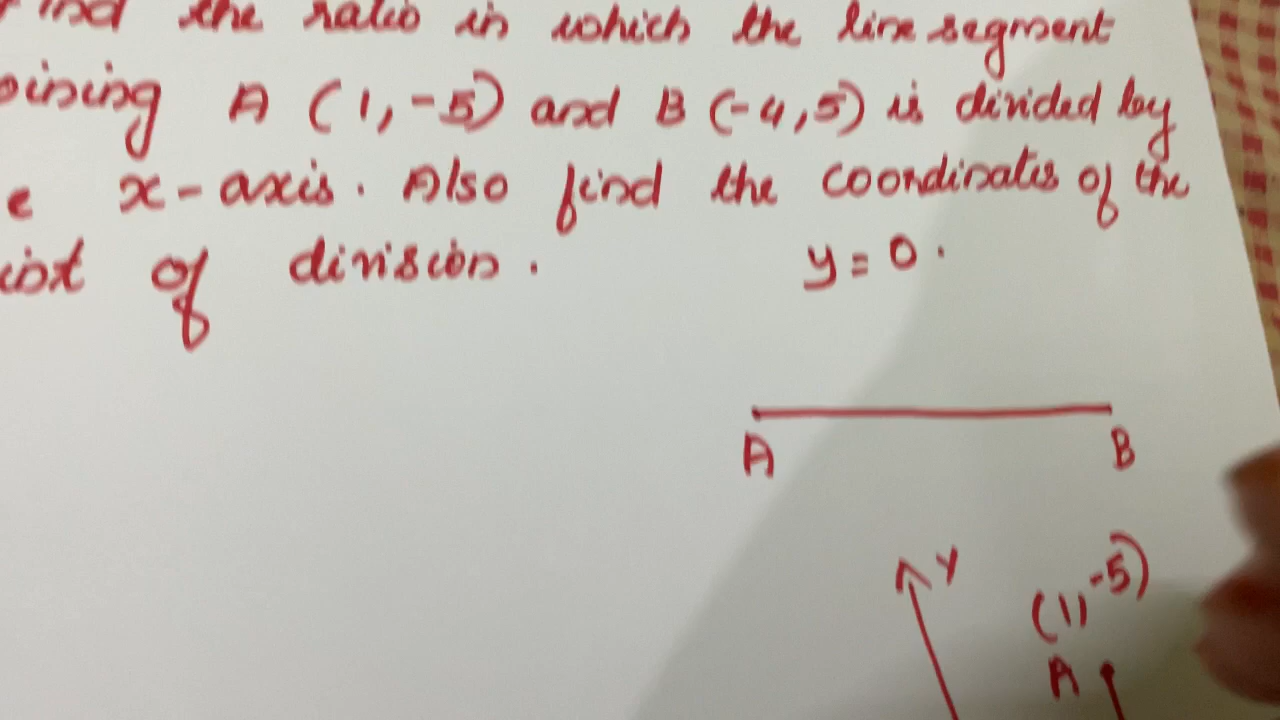 the ratio in which the line segment
A (1, -5) and B (-4, 5) is divided by
x-axis. Also find the coordinates of the
of division.
y = 0.
A B
Y
(1, -5)
A